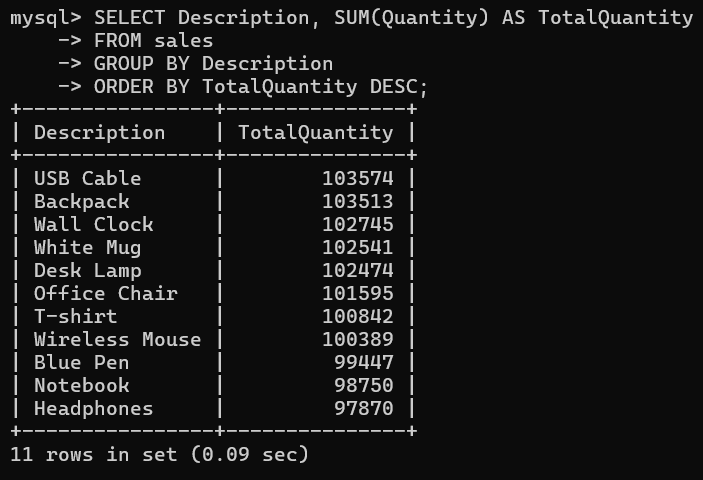 mysql> SELECT Description, SUM(Quantity) AS TotalQuantity
    -> FROM sales
    -> GROUP BY Description
    -> ORDER BY TotalQuantity DESC;
+----------------+---------------+
| Description    | TotalQuantity |
+----------------+---------------+
| USB Cable      |        103574 |
| Backpack       |        103513 |
| Wall Clock     |        102745 |
| White Mug      |        102541 |
| Desk Lamp      |        102474 |
| Office Chair   |        101595 |
| T-shirt        |        100842 |
| Wireless Mouse |        100389 |
| Blue Pen       |         99447 |
| Notebook       |         98750 |
| Headphones     |         97870 |
+----------------+---------------+
11 rows in set (0.09 sec)